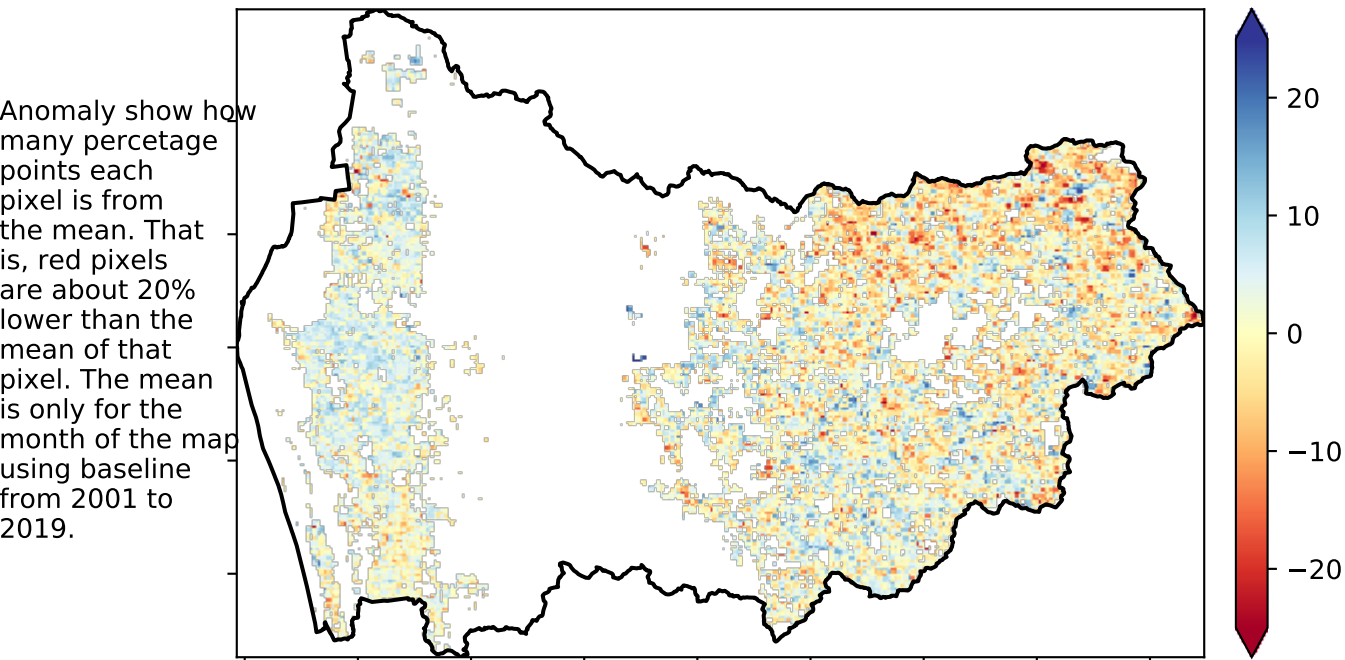 Anomaly show how
many percetage
points each
pixel is from
the mean. That
is, red pixels
are about 20%
lower than the
mean of that
pixel. The mean
is only for the
month of the map
using baseline
from 2001 to
2019.
20
10
0
−10
−20